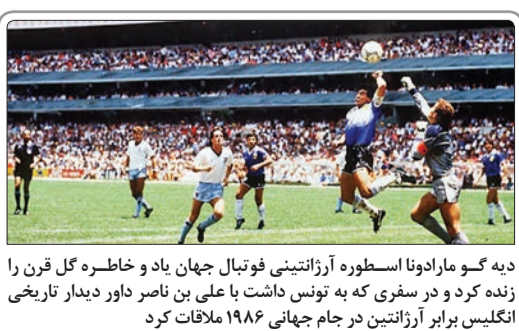 دیه گـو مارادونا اسـطوره آرژانتینی فوتبال جهان یاد و خاطـره گل قرن را
زنده کرد و در سفری که به تونس داشت با علی بن ناصر داور دیدار تاریخی
انگلیس برابر آرژانتین در جام جهانی ۱۹۸۶ ملاقات کرد